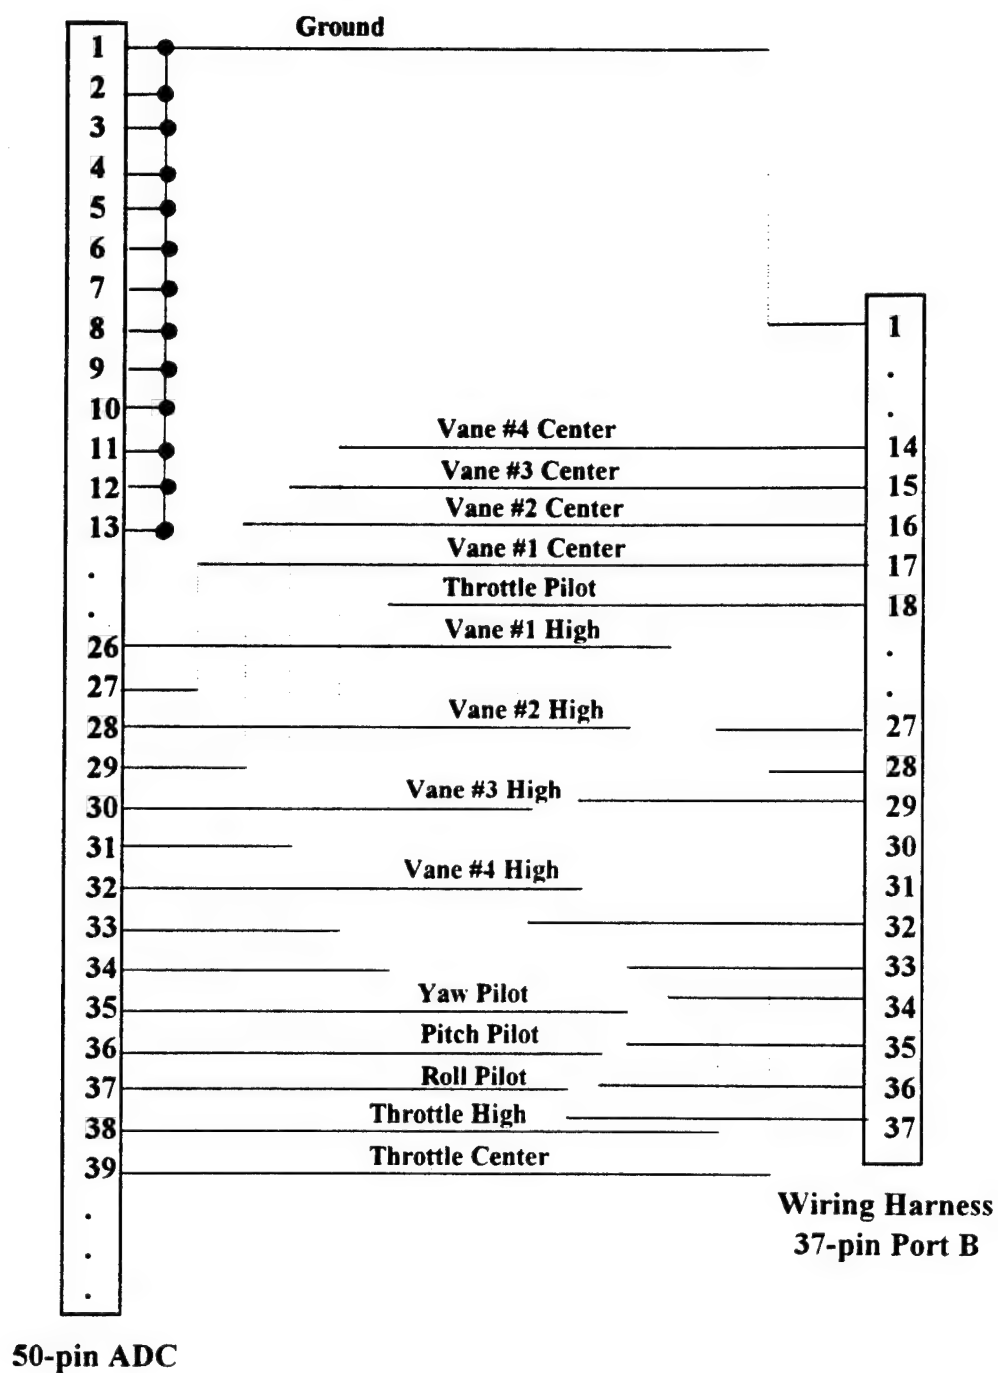 Ground
1
2
3
4
5
6
7
8
9
10
11
12
13
.
.
26
27
28
29
30
31
32
33
34
35
36
37
38
39
.
.
.
50-pin ADC
Vane #4 Center
Vane #3 Center
Vane #2 Center
Vane #1 Center
Throttle Pilot
Vane #1 High
Vane #2 High
Vane #3 High
Vane #4 High
Yaw Pilot
Pitch Pilot
Roll Pilot
Throttle High
Throttle Center
1
.
.
14
15
16
17
18
.
.
27
28
29
30
31
32
33
34
35
36
37
Wiring Harness
37-pin Port B